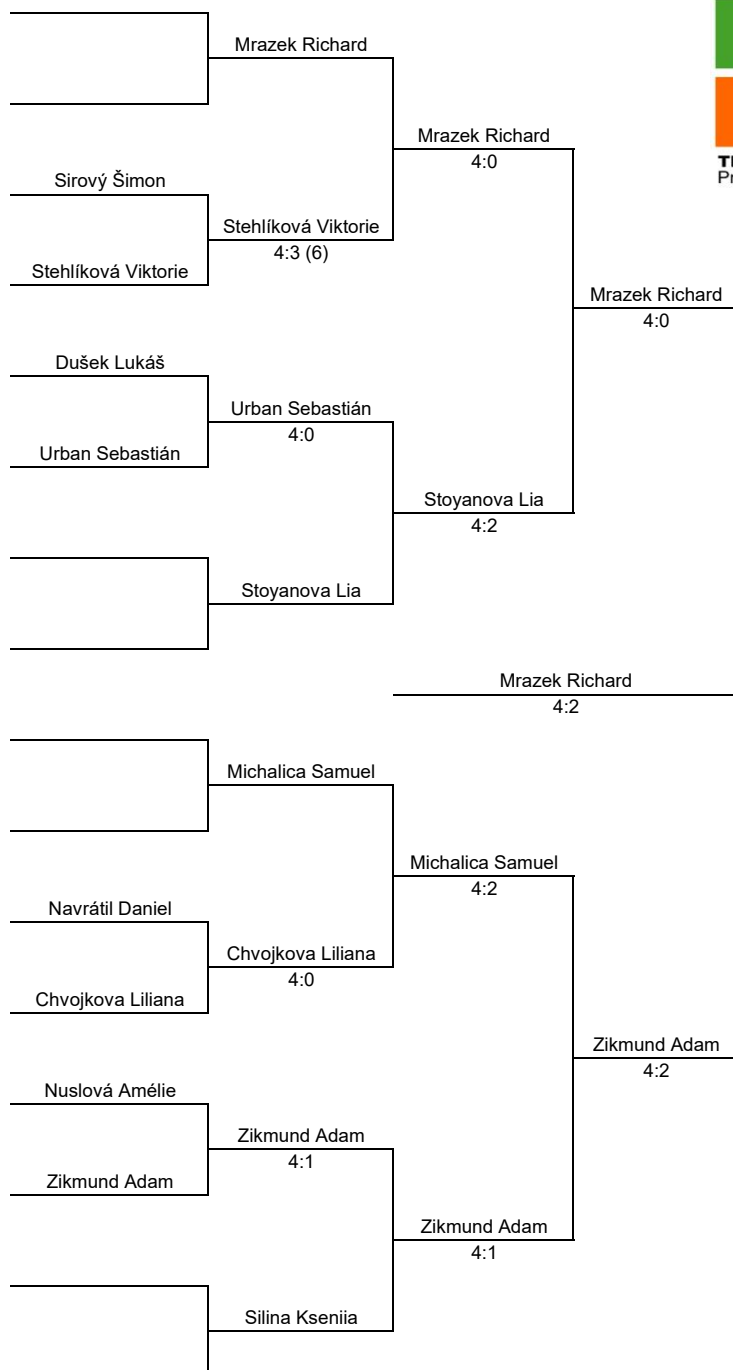 Mrazek Richard
Mrazek Richard
4:0
Sirový Šimon
Stehlíková Viktorie
4:3 (6)
Stehlíková Viktorie
Mrazek Richard
4:0
Dušek Lukáš
Urban Sebastián
4:0
Urban Sebastián
Stoyanova Lia
4:2
Stoyanova Lia
Mrazek Richard
4:2
Michalica Samuel
Michalica Samuel
4:2
Navrátil Daniel
Chvojkova Liliana
4:0
Chvojkova Liliana
Zikmund Adam
4:2
Nuslová Amélie
Zikmund Adam
4:1
Zikmund Adam
Zikmund Adam
4:1
Silina Kseniia